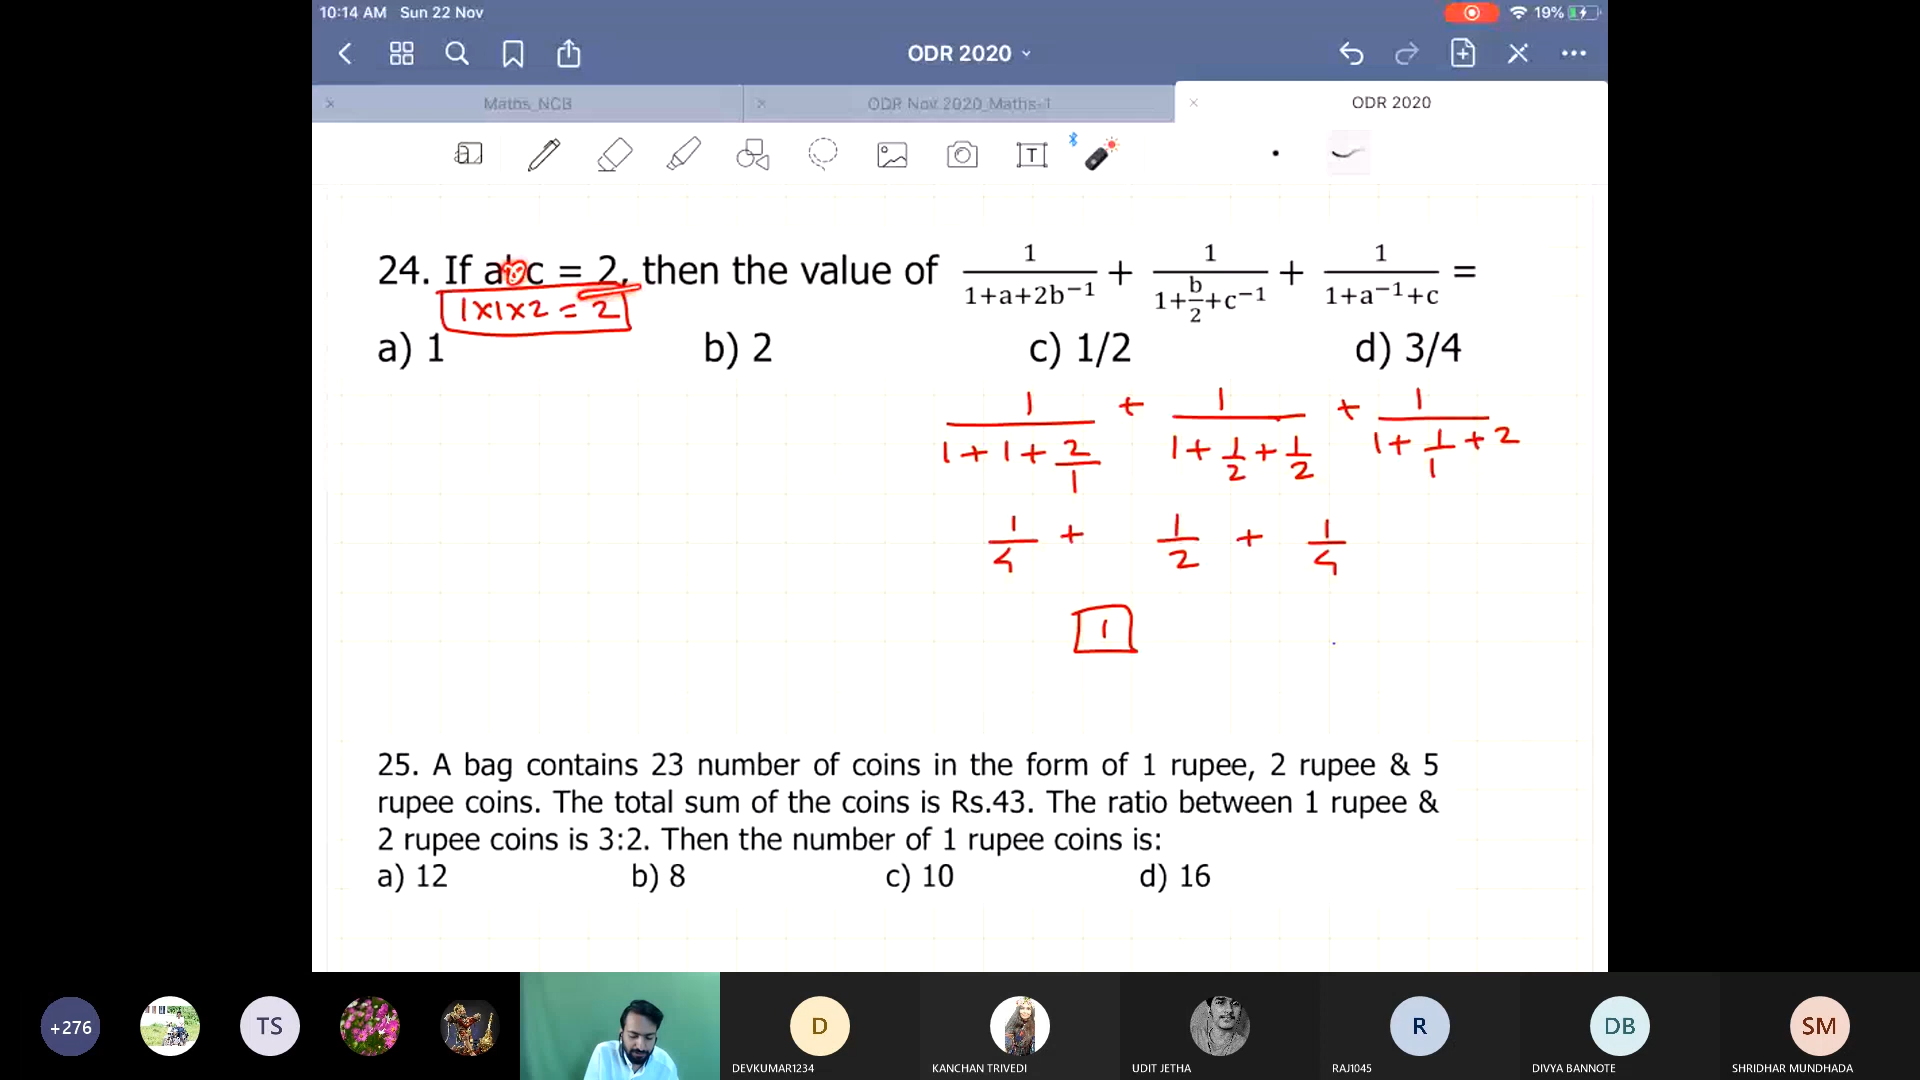 10:14 AM Sun 22 Nov
19%
ODR 2020
Maths_NCB
ODR Nov 2020_Maths-1
ODR 2020
T
24. If abc = 2, then the value of 1/(1+a+2b⁻¹) + 1/(1+b/2+c⁻¹) + 1/(1+a⁻¹+c) =
1×1×2 = 2
a) 1 b) 2 c) 1/2 d) 3/4
1/(1+1+2/1) + 1/(1+1/2+1/2) + 1/(1+1/1+2)
1/4 + 1/2 + 1/4
1
25. A bag contains 23 number of coins in the form of 1 rupee, 2 rupee & 5
rupee coins. The total sum of the coins is Rs.43. The ratio between 1 rupee &
2 rupee coins is 3:2. Then the number of 1 rupee coins is:
a) 12 b) 8 c) 10 d) 16
+276
TS
D
R
DB
SM
DEVKUMAR1234
KANCHAN TRIVEDI
UDIT JETHA
RAJ1045
DIVYA BANNOTE
SHRIDHAR MUNDHADA